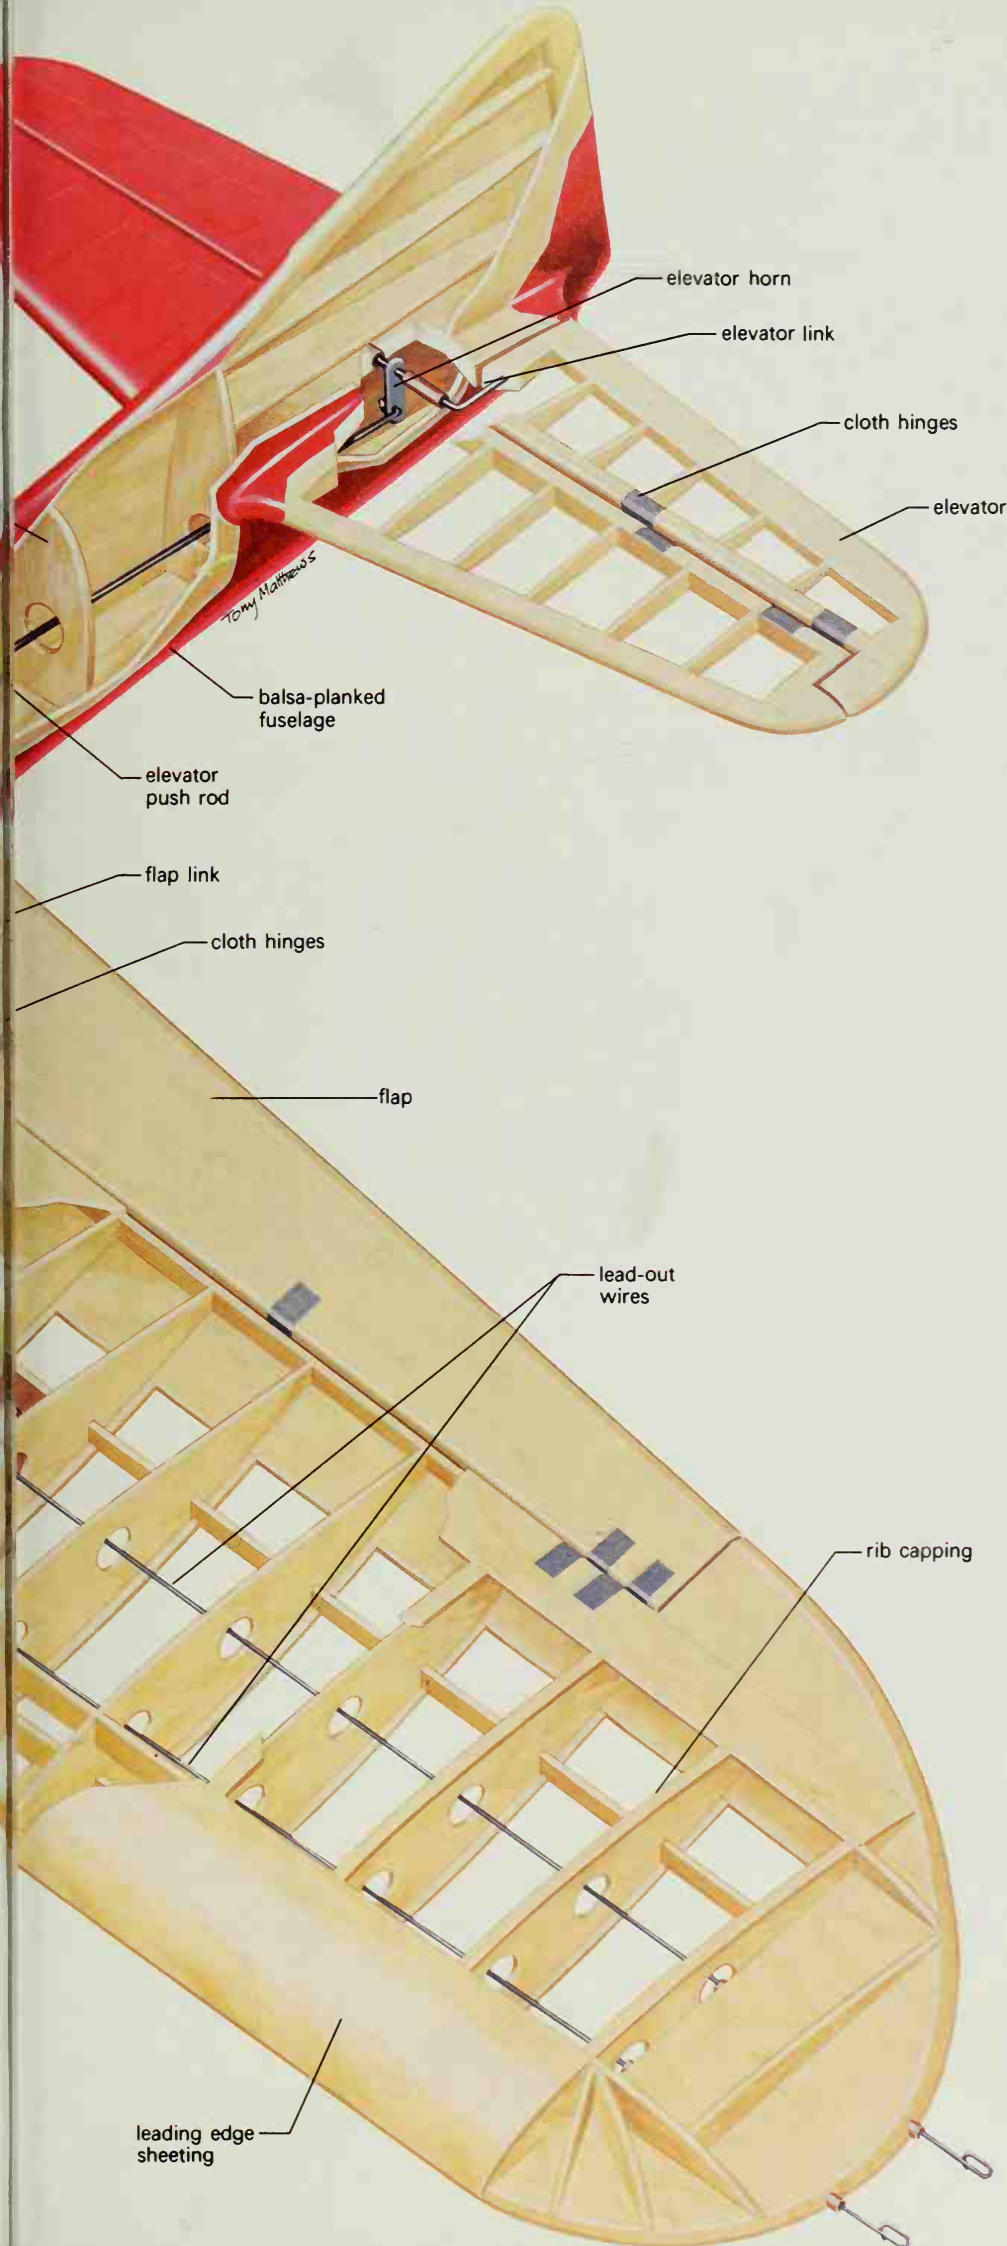 elevator horn
elevator link
cloth hinges
elevator
Tony Matthews
balsa-planked
fuselage
elevator
push rod
flap link
cloth hinges
flap
lead-out
wires
rib capping
leading edge
sheeting